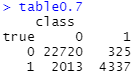 > table0.7
class
true 0 1
0 22720 325
1 2013 4337